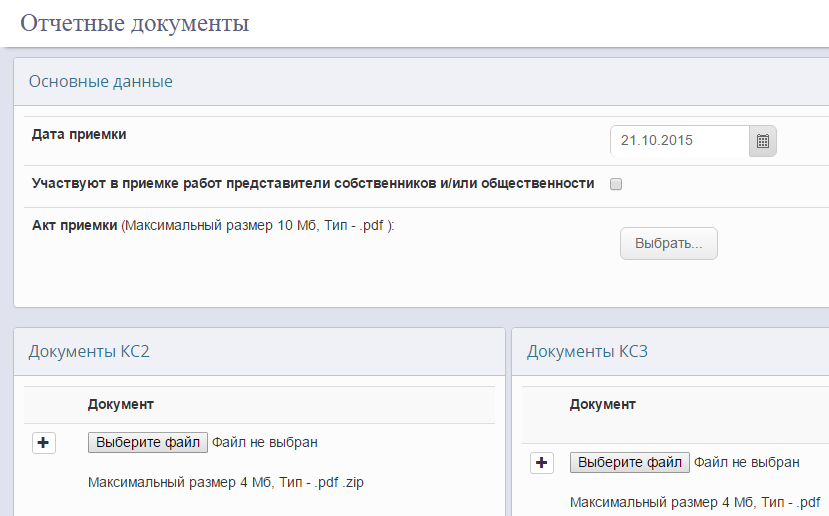 Отчетные документы
Основные данные
Дата приемки
21.10.2015
Участвуют в приемке работ представители собственников и/или общественности
Акт приемки (Максимальный размер 10 Мб, Тип - .pdf ):
Выбрать...
Документы КС2
Документ
Выберите файл Файл не выбран
Максимальный размер 4 Мб, Тип - .pdf .zip
Документы КС3
Документ
Выберите файл Файл не выбран
Максимальный размер 4 Мб, Тип - .pdf